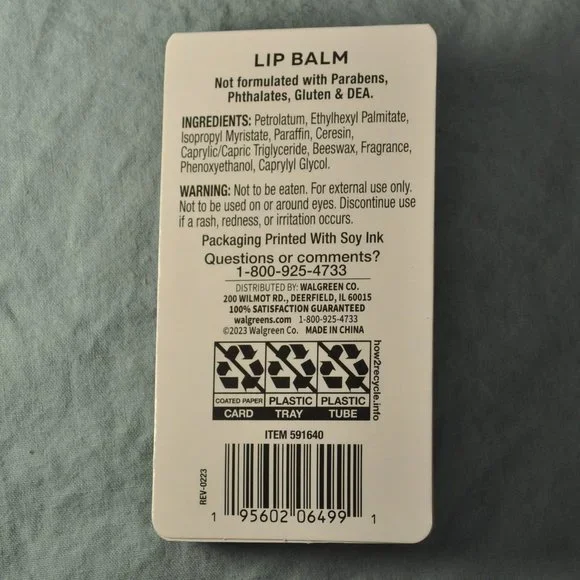 LIP BALM
Not formulated with Parabens,
Phthalates, Gluten & DEA.
INGREDIENTS: Petrolatum, Ethylhexyl Palmitate,
Isopropyl Myristate, Paraffin, Ceresin,
Caprylic/Capric Triglyceride, Beeswax, Fragrance,
Phenoxyethanol, Caprylyl Glycol.
WARNING: Not to be eaten. For external use only.
Not to be used on or around eyes. Discontinue use
if a rash, redness, or irritation occurs.
Packaging Printed With Soy Ink
Questions or comments?
1-800-925-4733
DISTRIBUTED BY: WALGREEN CO.
200 WILMOT RD., DEERFIELD, IL 60015
100% SATISFACTION GUARANTEED
walgreens.com 1-800-925-4733
©2023 Walgreen Co. MADE IN CHINA
COATED PAPER PLASTIC PLASTIC
CARD TRAY TUBE
how2recycle.info
ITEM 591640
REV-0223
1 95602 06499 1